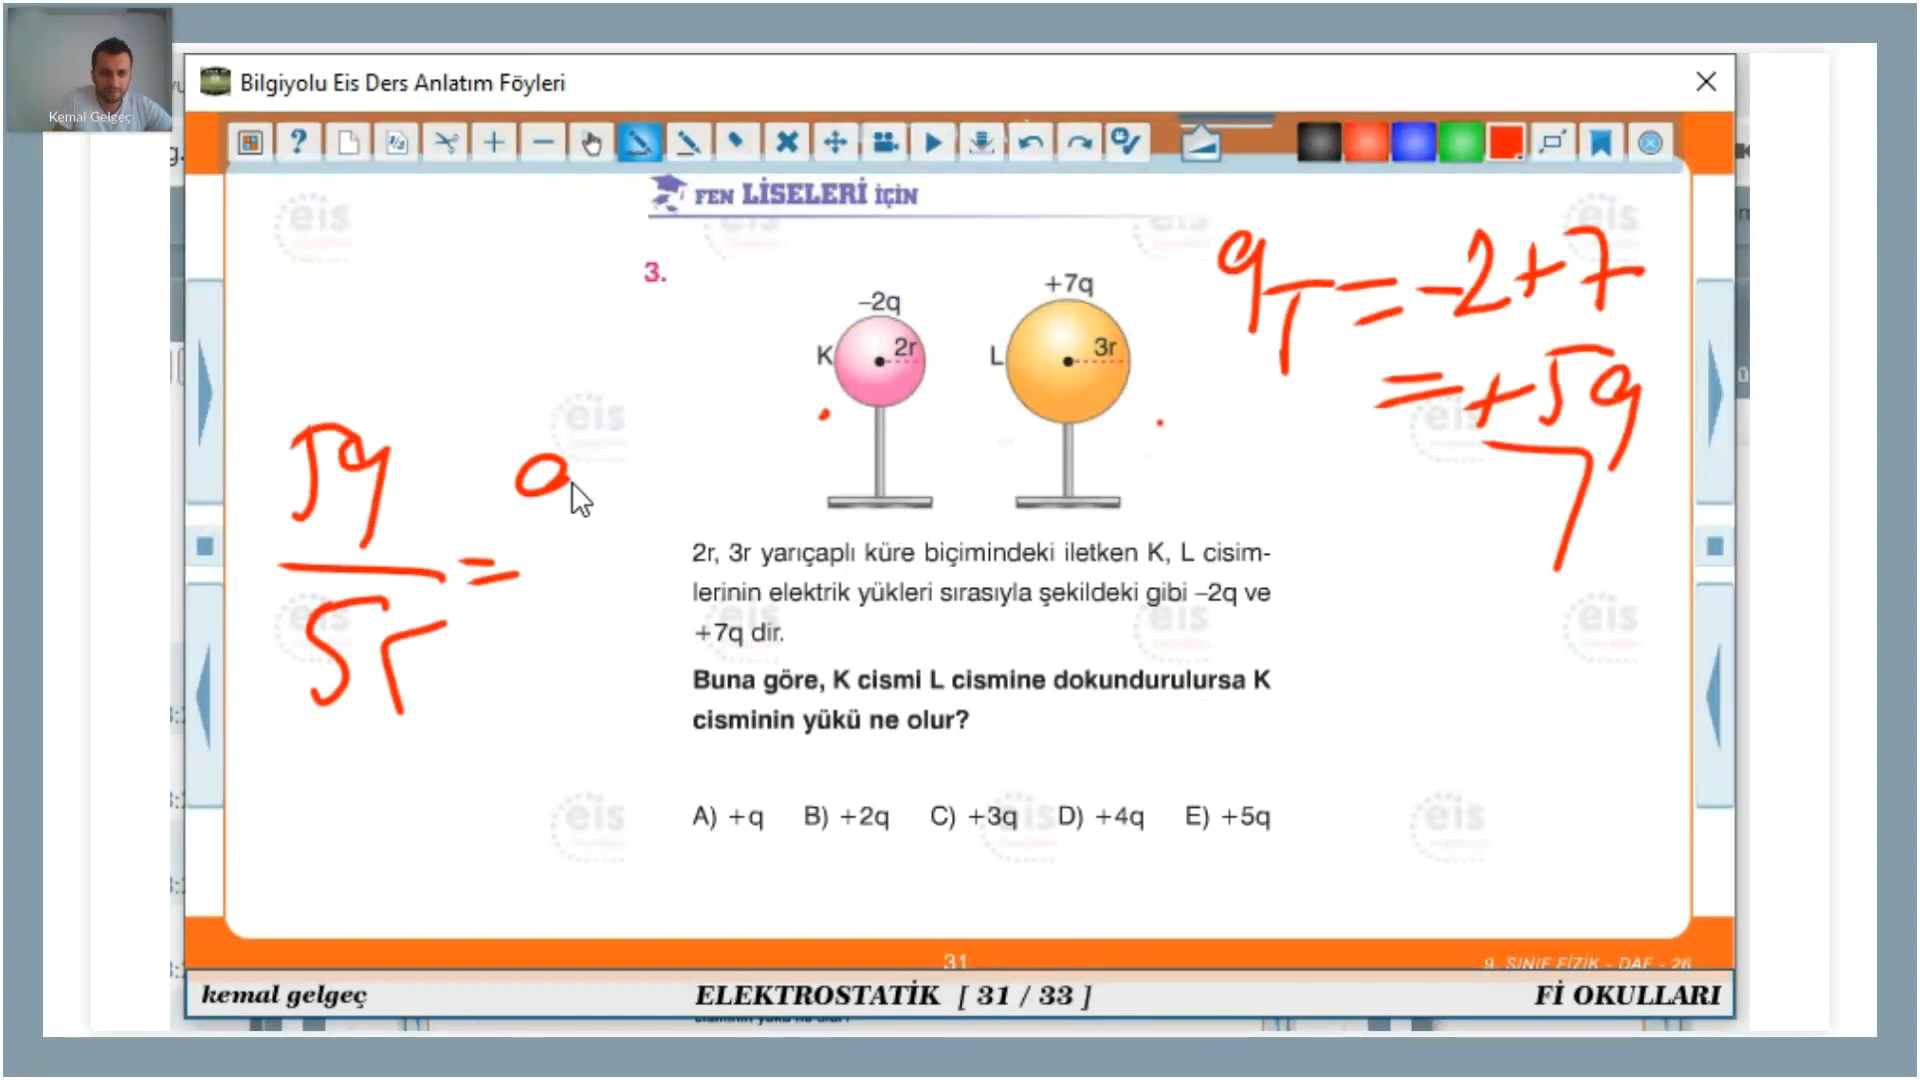 Kemal Gelgeç
Bilgiyolu Eis Ders Anlatım Föyleri
FEN LİSELERİ İÇİN
3.
-2q
+7q
K
2r
L
3r
qT = -2+7
= +5q
5q
5r
=
q
2r, 3r yarıçaplı küre biçimindeki iletken K, L cisim-
lerinin elektrik yükleri sırasıyla şekildeki gibi –2q ve
+7q dir.
Buna göre, K cismi L cismine dokundurulursa K
cisminin yükü ne olur?
A) +q B) +2q C) +3q D) +4q E) +5q
eis
31
9. SINIF FİZİK - DAF - 26
kemal gelgeç
ELEKTROSTATİK [ 31 / 33 ]
Fİ OKULLARI